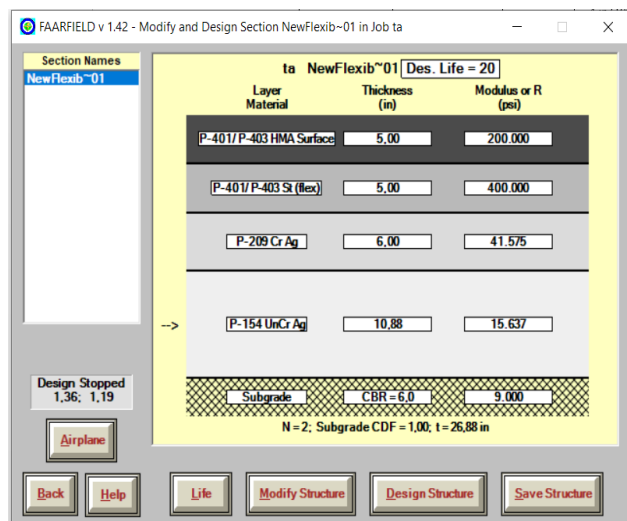 FAARFIELD v 1.42 - Modify and Design Section NewFlexib~01 in Job ta
Section Names
NewFlexib~01
ta NewFlexib~01 Des. Life = 20
Layer Material Thickness (in) Modulus or R (psi)
P-401/ P-403 HMA Surface 5,00 200.000
P-401/ P-403 St (flex) 5,00 400.000
P-209 Cr Ag 6,00 41.575
--> P-154 UnCr Ag 10,88 15.637
Subgrade CBR = 6,0 9.000
N = 2; Subgrade CDF = 1,00; t = 26,88 in
Design Stopped
1,36; 1,19
Airplane
Back Help Life Modify Structure Design Structure Save Structure